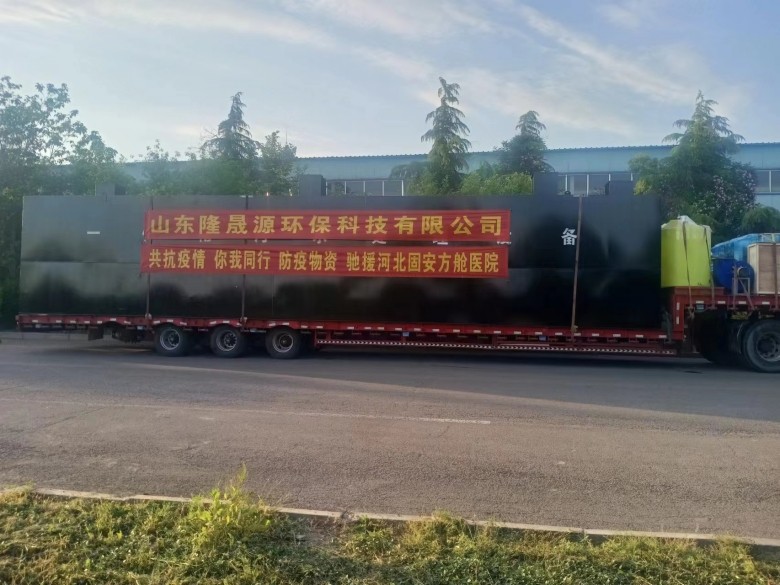 山东隆晟源环保科技有限公司
共抗疫情 你我同行 防疫物资 驰援河北固安方舱医院
备